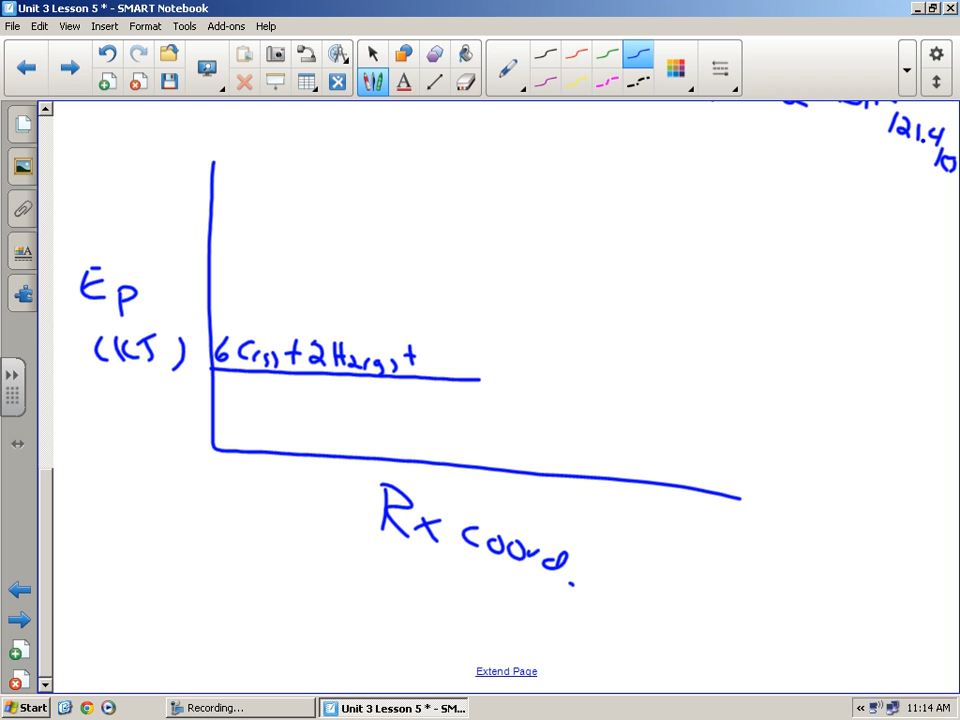 Unit 3 Lesson 5 * - SMART Notebook
File Edit View Insert Format Tools Add-ons Help
121.4
10
Ep
(KJ)
6C(s) + 2H2(g) +
Rx coord.
Extend Page
Start
Recording...
Unit 3 Lesson 5 * - SM...
11:14 AM